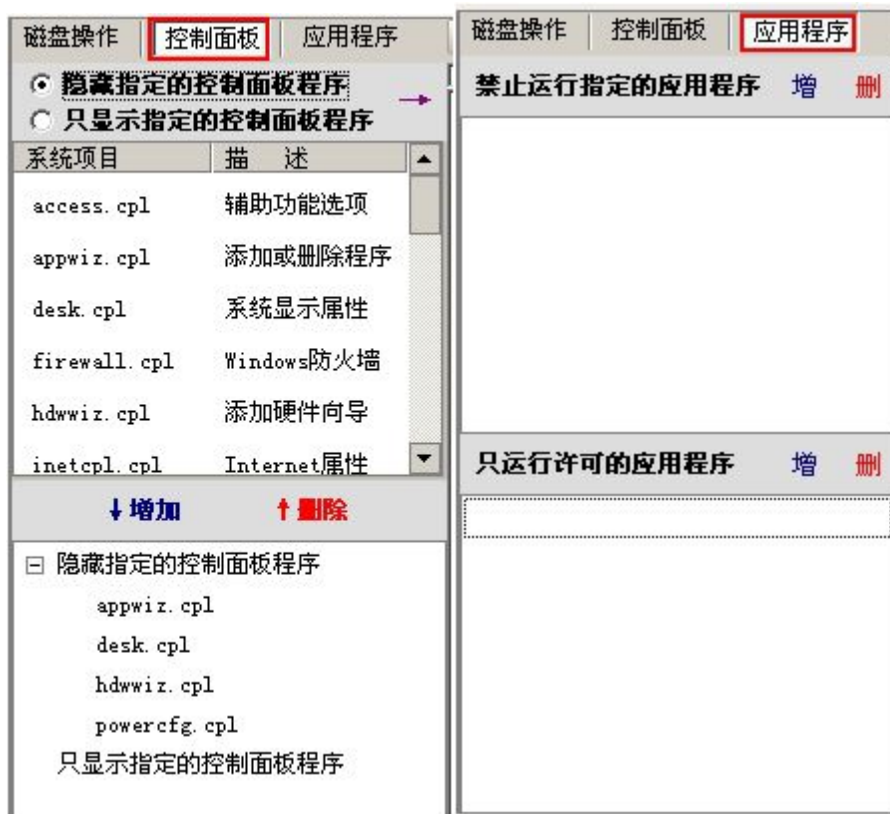 磁盘操作 控制面板 应用程序
隐藏指定的控制面板程序
只显示指定的控制面板程序
系统项目 描 述
access.cpl 辅助功能选项
appwiz.cpl 添加或删除程序
desk.cpl 系统显示属性
firewall.cpl Windows防火墙
hdwwiz.cpl 添加硬件向导
inetcpl.cpl Internet属性
↓增加 ↑删除
隐藏指定的控制面板程序
appwiz.cpl
desk.cpl
hdwwiz.cpl
powercfg.cpl
只显示指定的控制面板程序
磁盘操作 控制面板 应用程序
禁止运行指定的应用程序 增 删
只运行许可的应用程序 增 删